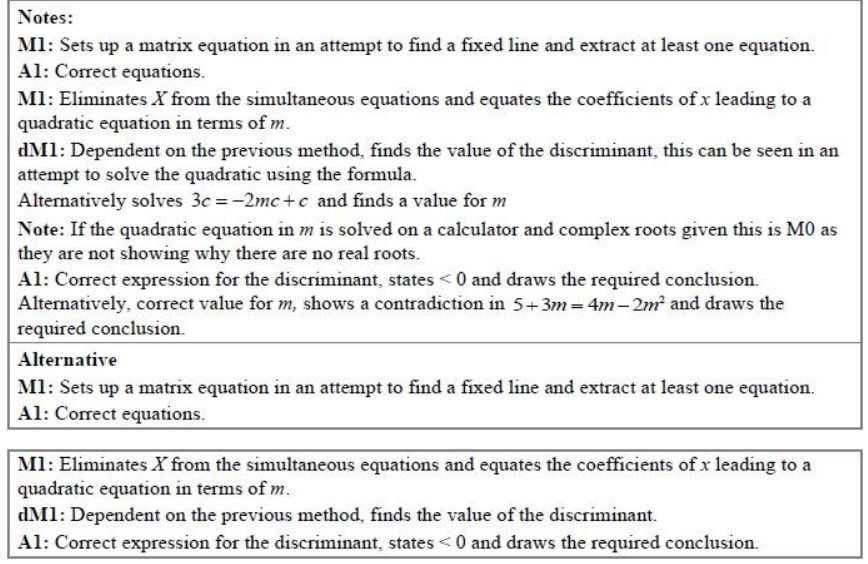 Notes:
M1: Sets up a matrix equation in an attempt to find a fixed line and extract at least one equation.
A1: Correct equations.
M1: Eliminates X from the simultaneous equations and equates the coefficients of x leading to a
quadratic equation in terms of m.
dM1: Dependent on the previous method, finds the value of the discriminant, this can be seen in an
attempt to solve the quadratic using the formula.
Alternatively solves 3c = −2mc + c and finds a value for m
Note: If the quadratic equation in m is solved on a calculator and complex roots given this is M0 as
they are not showing why there are no real roots.
A1: Correct expression for the discriminant, states < 0 and draws the required conclusion.
Alternatively, correct value for m, shows a contradiction in 5 + 3m = 4m − 2m² and draws the
required conclusion.
Alternative
M1: Sets up a matrix equation in an attempt to find a fixed line and extract at least one equation.
A1: Correct equations.
M1: Eliminates X from the simultaneous equations and equates the coefficients of x leading to a
quadratic equation in terms of m.
dM1: Dependent on the previous method, finds the value of the discriminant.
A1: Correct expression for the discriminant, states < 0 and draws the required conclusion.